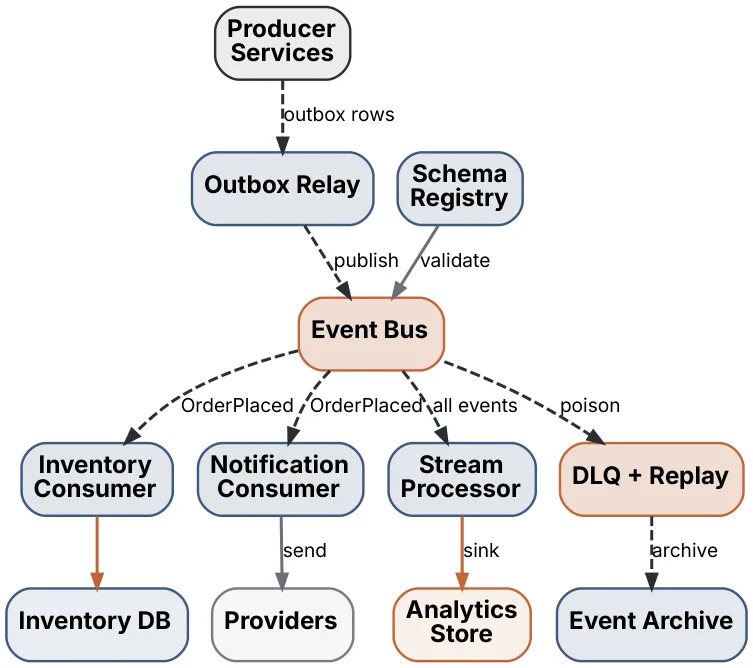 Producer
Services
outbox rows
Outbox Relay
Schema
Registry
publish
validate
Event Bus
OrderPlaced
OrderPlaced
all events
poison
Inventory
Consumer
Notification
Consumer
Stream
Processor
DLQ + Replay
send
sink
archive
Inventory DB
Providers
Analytics
Store
Event Archive